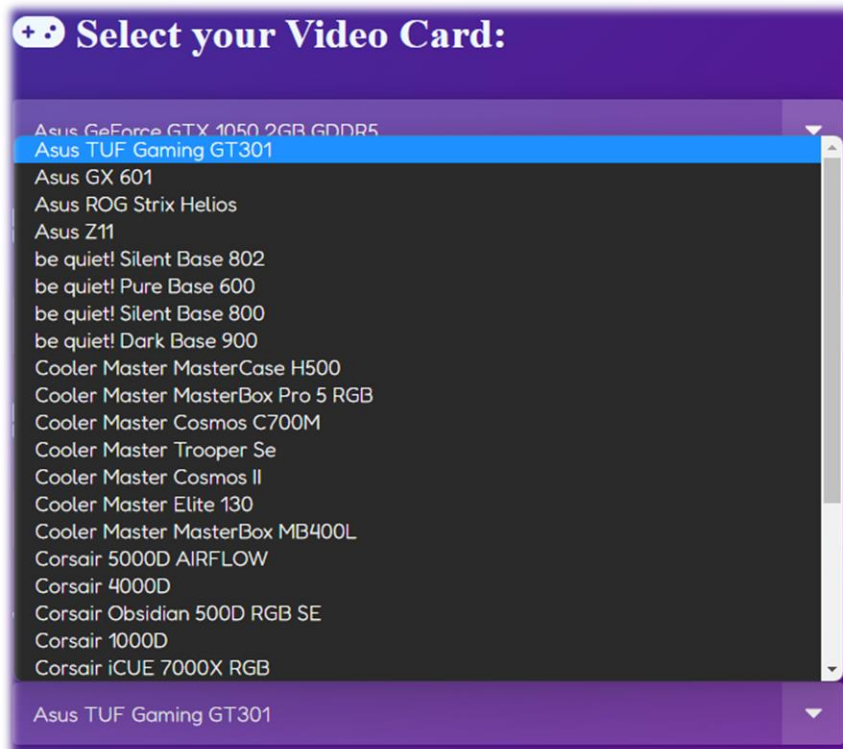 Select your Video Card:
Asus GeForce GTX 1050 2GB GDDR5
Asus TUF Gaming GT301
Asus GX 601
Asus ROG Strix Helios
Asus Z11
be quiet! Silent Base 802
be quiet! Pure Base 600
be quiet! Silent Base 800
be quiet! Dark Base 900
Cooler Master MasterCase H500
Cooler Master MasterBox Pro 5 RGB
Cooler Master Cosmos C700M
Cooler Master Trooper Se
Cooler Master Cosmos II
Cooler Master Elite 130
Cooler Master MasterBox MB400L
Corsair 5000D AIRFLOW
Corsair 4000D
Corsair Obsidian 500D RGB SE
Corsair 1000D
Corsair iCUE 7000X RGB
Asus TUF Gaming GT301